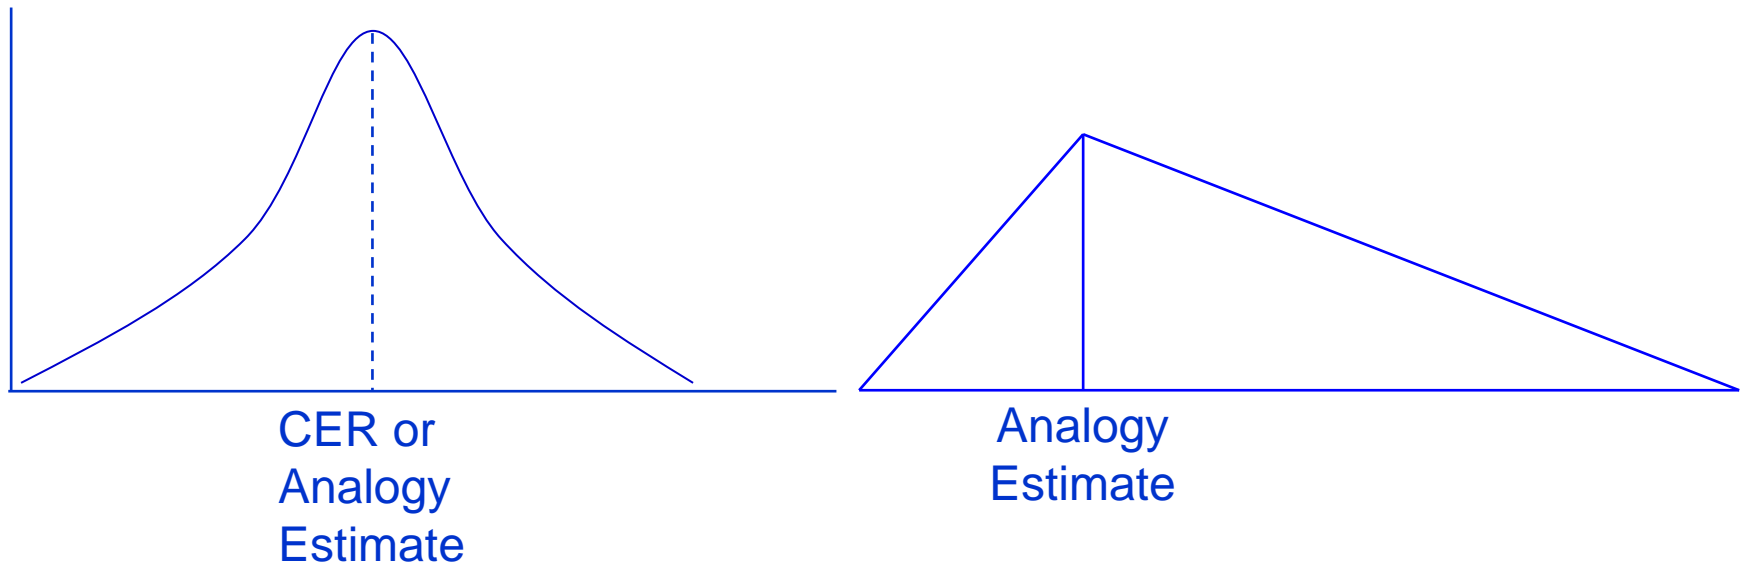 CER or
Analogy
Estimate
Analogy
Estimate